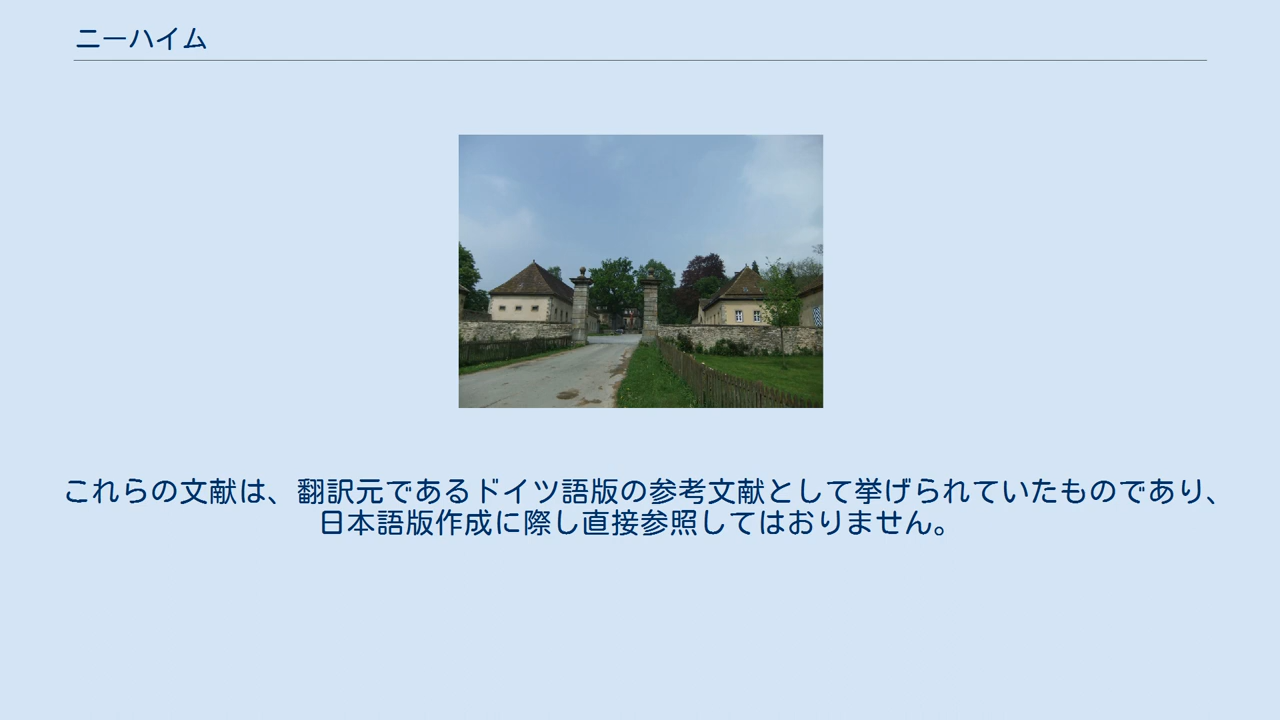 ニーハイム
これらの文献は、翻訳元であるドイツ語版の参考文献として挙げられていたものであり、
日本語版作成に際し直接参照してはおりません。